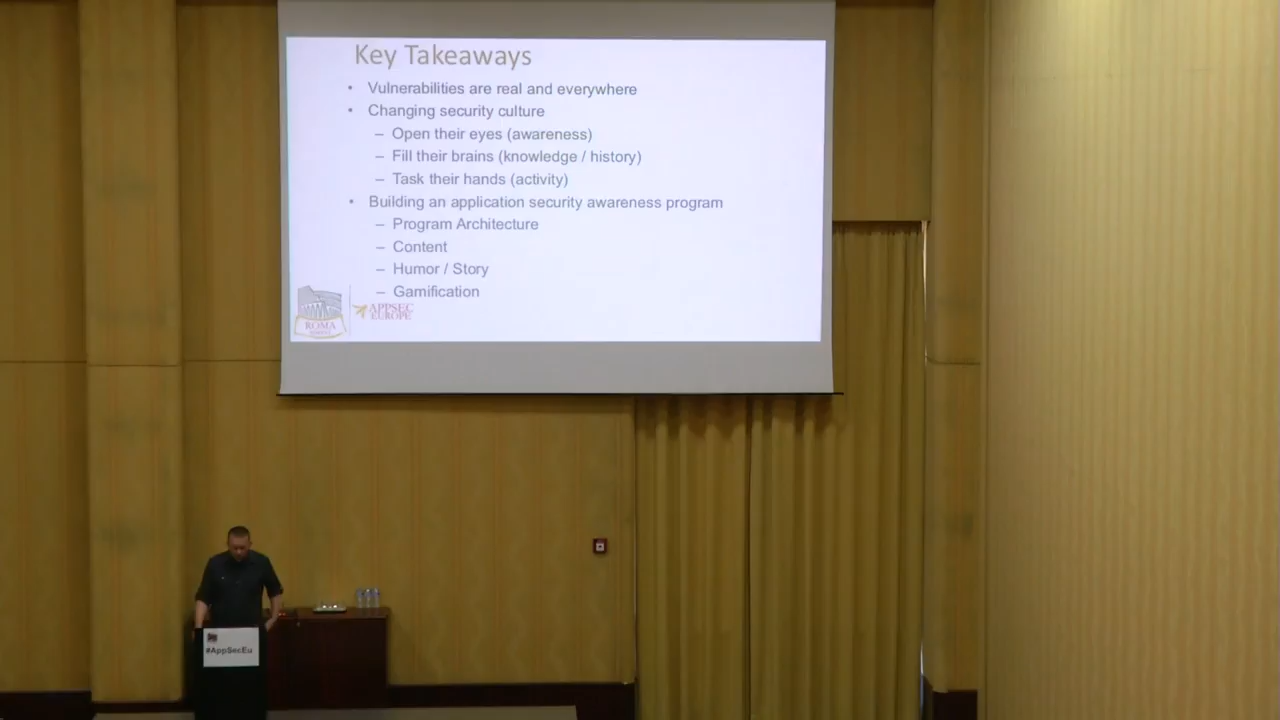 Key Takeaways
• Vulnerabilities are real and everywhere
• Changing security culture
– Open their eyes (awareness)
– Fill their brains (knowledge / history)
– Task their hands (activity)
• Building an application security awareness program
– Program Architecture
– Content
– Humor / Story
– Gamification
ROMA
APPSEC
EUROPE
#AppSecEu